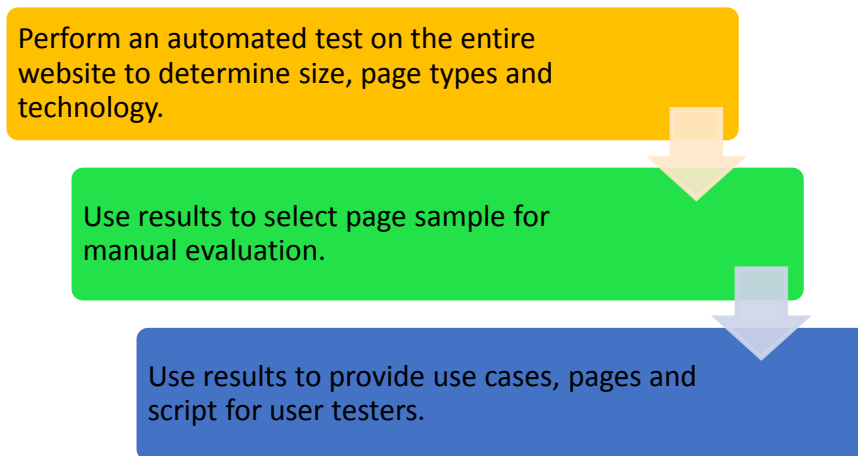 Perform an automated test on the entire
website to determine size, page types and
technology.
Use results to select page sample for
manual evaluation.
Use results to provide use cases, pages and
script for user testers.